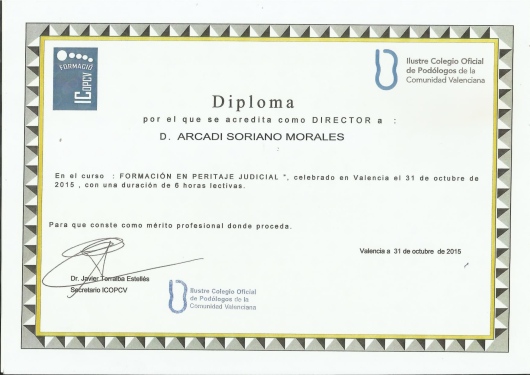 FORMACIÓ
ICOPCV
Ilustre Colegio Oficial
de Podólogos de la
Comunidad Valenciana
Diploma
por el que se acredita como DIRECTOR a :
D. ARCADI SORIANO MORALES
En el curso : FORMACIÓN EN PERITAJE JUDICIAL ", celebrado en Valencia el 31 de octubre de
2015 , con una duración de 6 horas lectivas.
Para que conste como mérito profesional donde proceda.
Valencia a 31 de octubre de 2015
Dr. Javier Torralba Estellés
Secretario ICOPCV
Ilustre Colegio Oficial
de Podólogos de la
Comunidad Valenciana